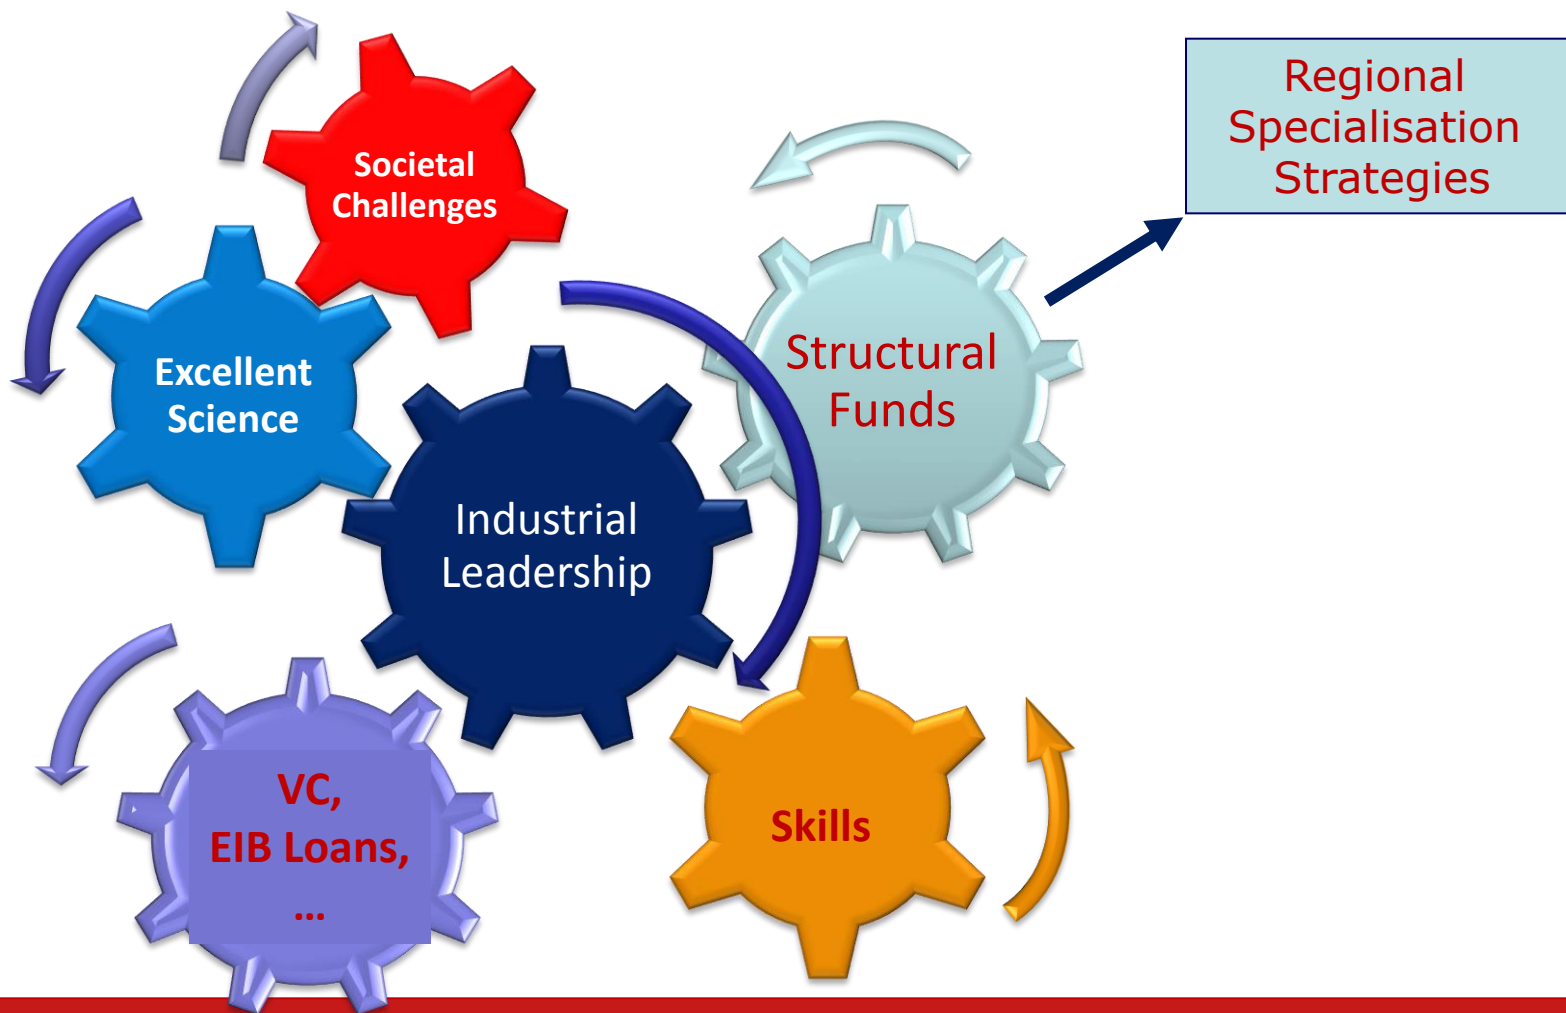 Societal
Challenges
Regional
Specialisation
Strategies
Excellent
Science
Structural
Funds
Industrial
Leadership
VC,
EIB Loans,
...
Skills